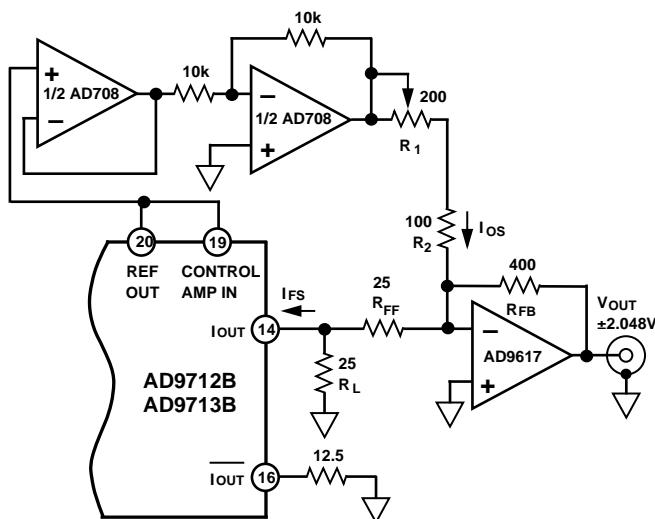 10k
10k
+
1/2 AD708
–
–
1/2 AD708
+
200
R1
100
R2
IOS
20
19
REF
OUT
CONTROL
AMP IN
IFS
25
RFF
400
RFB
VOUT
±2.048V
IOUT
14
–
AD9617
+
25
RL
AD9712B
AD9713B
12.5
IOUT
16